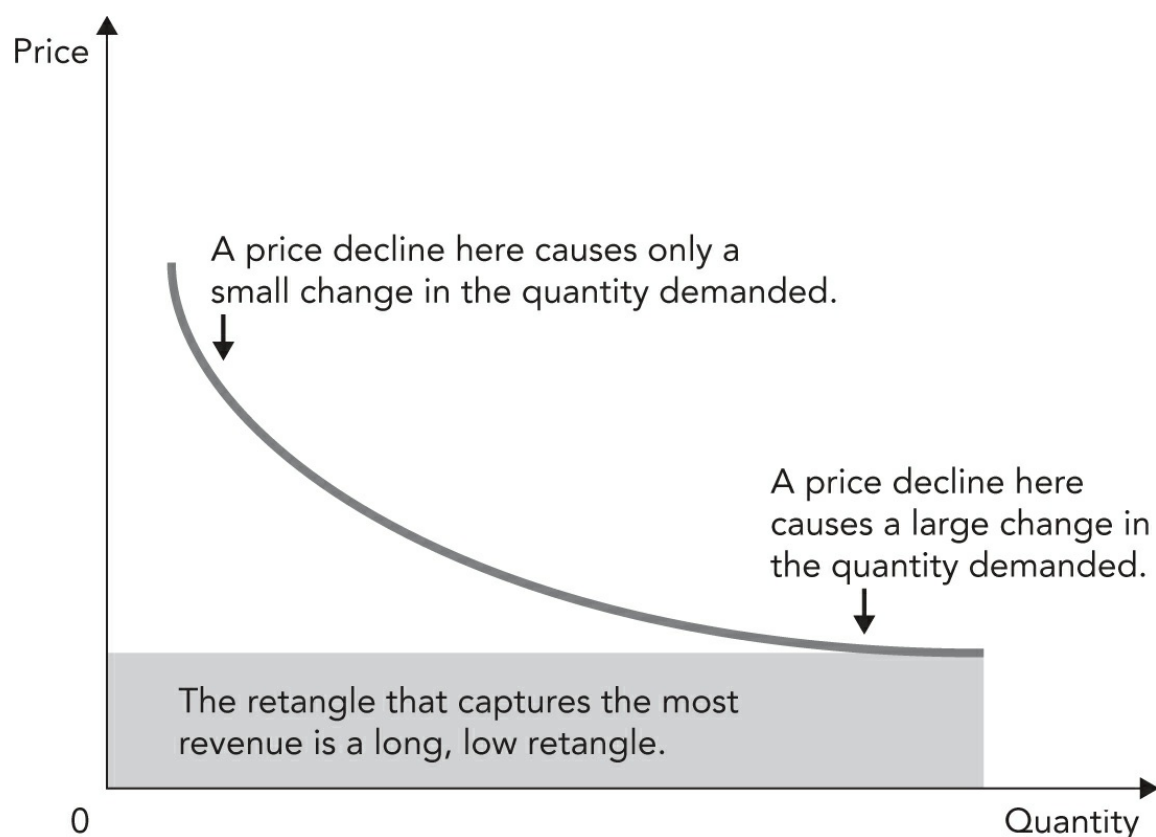 Price
A price decline here causes only a
small change in the quantity demanded.
A price decline here
causes a large change in
the quantity demanded.
The retangle that captures the most
revenue is a long, low retangle.
0
Quantity